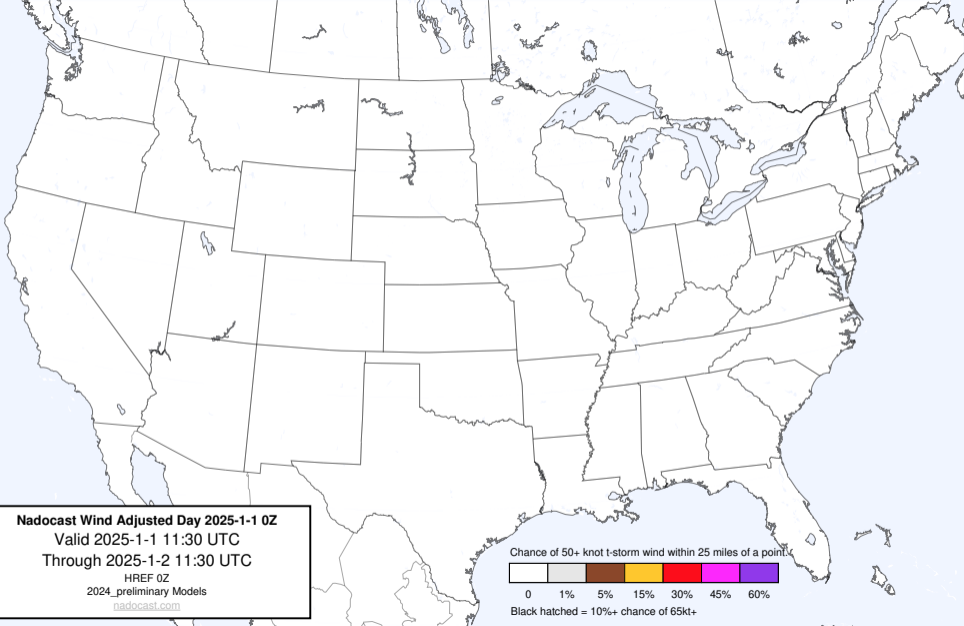 Nadocast Wind Adjusted Day 2025-1-1 0Z
Valid 2025-1-1 11:30 UTC
Through 2025-1-2 11:30 UTC
HREF 0Z
2024_preliminary Models
nadocast.com
Chance of 50+ knot t-storm wind within 25 miles of a point.
0 1% 5% 15% 30% 45% 60%
Black hatched = 10%+ chance of 65kt+